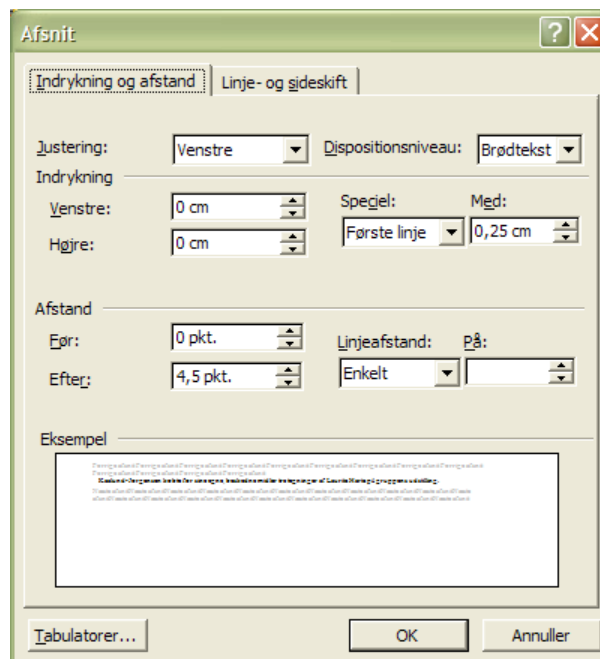 Afsnit
Indrykning og afstand Linje- og sideskift
Justering: Venstre Dispositionsniveau: Brødtekst
Indrykning
Venstre: 0 cm Speciel: Med:
Højre: 0 cm Første linje 0,25 cm
Afstand
Før: 0 pkt. Linjeafstand: På:
Efter: 4,5 pkt. Enkelt
Eksempel
Tabulatorer... OK Annuller